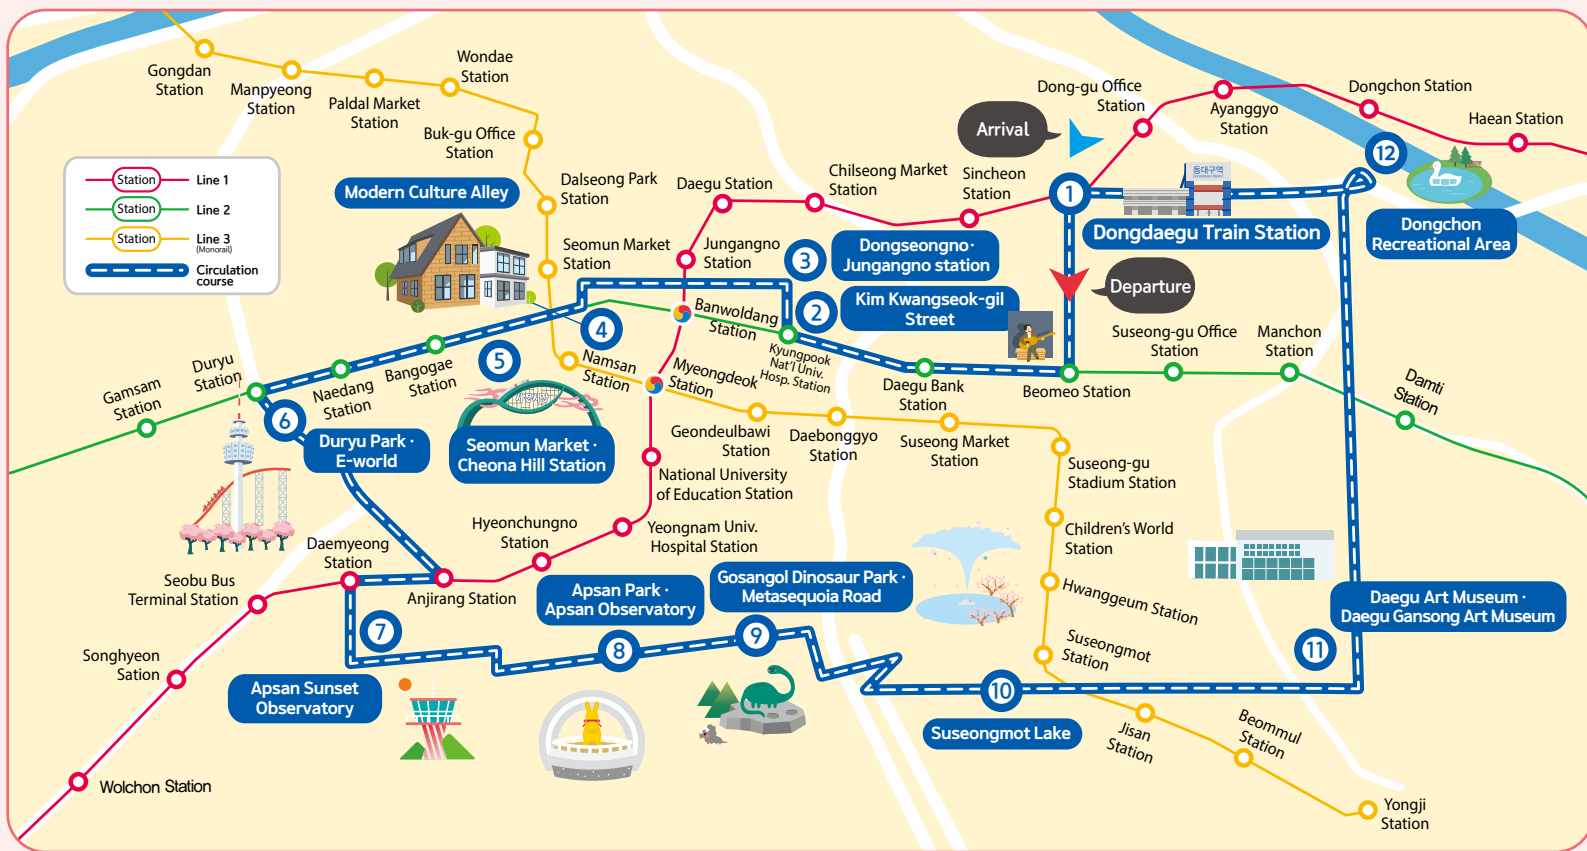 Gongdan
Station
Manpyeong
Station
Paldal Market
Station
Wondae
Station
Buk-gu Office
Station
Dalseong Park
Station
Seomun Market
Station
Station
Line 1
Station
Line 2
Station
Line 3
(Monorail)
Circulation
course
Modern Culture Alley
Daegu Station
Chilseong Market
Station
Sincheon
Station
Jungangno
Station
Arrival
Dong-gu Office
Station
Ayanggyo
Station
Dongchon Station
Haean Station
12
Dongchon
Recreational Area
1
동대구역
Dongdaegu Train Station
Departure
3
Dongseongno·
Jungangno station
2
Kim Kwangseok-gil
Street
Banwoldang
Station
Kyungpook
Nat'l Univ.
Hosp. Station
Daegu Bank
Station
Beomeo Station
Suseong-gu Office
Station
Manchon
Station
Damti
Station
4
5
Namsan
Station
Myeongdeok
Station
Seomun Market ·
Cheona Hill Station
Bangogae
Station
Naedang
Station
Duryu
Station
Gamsam
Station
6
Duryu Park ·
E-world
Geondeulbawi
Station
Daebonggyo
Station
Suseong Market
Station
Suseong-gu
Stadium Station
Children's World
Station
Hwanggeum Station
Suseongmot
Station
Jisan
Station
Beommul
Station
Yongji
Station
National University
of Education Station
Yeongnam Univ.
Hospital Station
Hyeonchungno
Station
Anjirang Station
Daemyeong
Station
Seobu Bus
Terminal Station
Songhyeon
Sation
Wolchon Station
7
Apsan Sunset
Observatory
8
Apsan Park ·
Apsan Observatory
9
Gosangol Dinosaur Park ·
Metasequoia Road
10
Suseongmot Lake
11
Daegu Art Museum ·
Daegu Gansong Art Museum